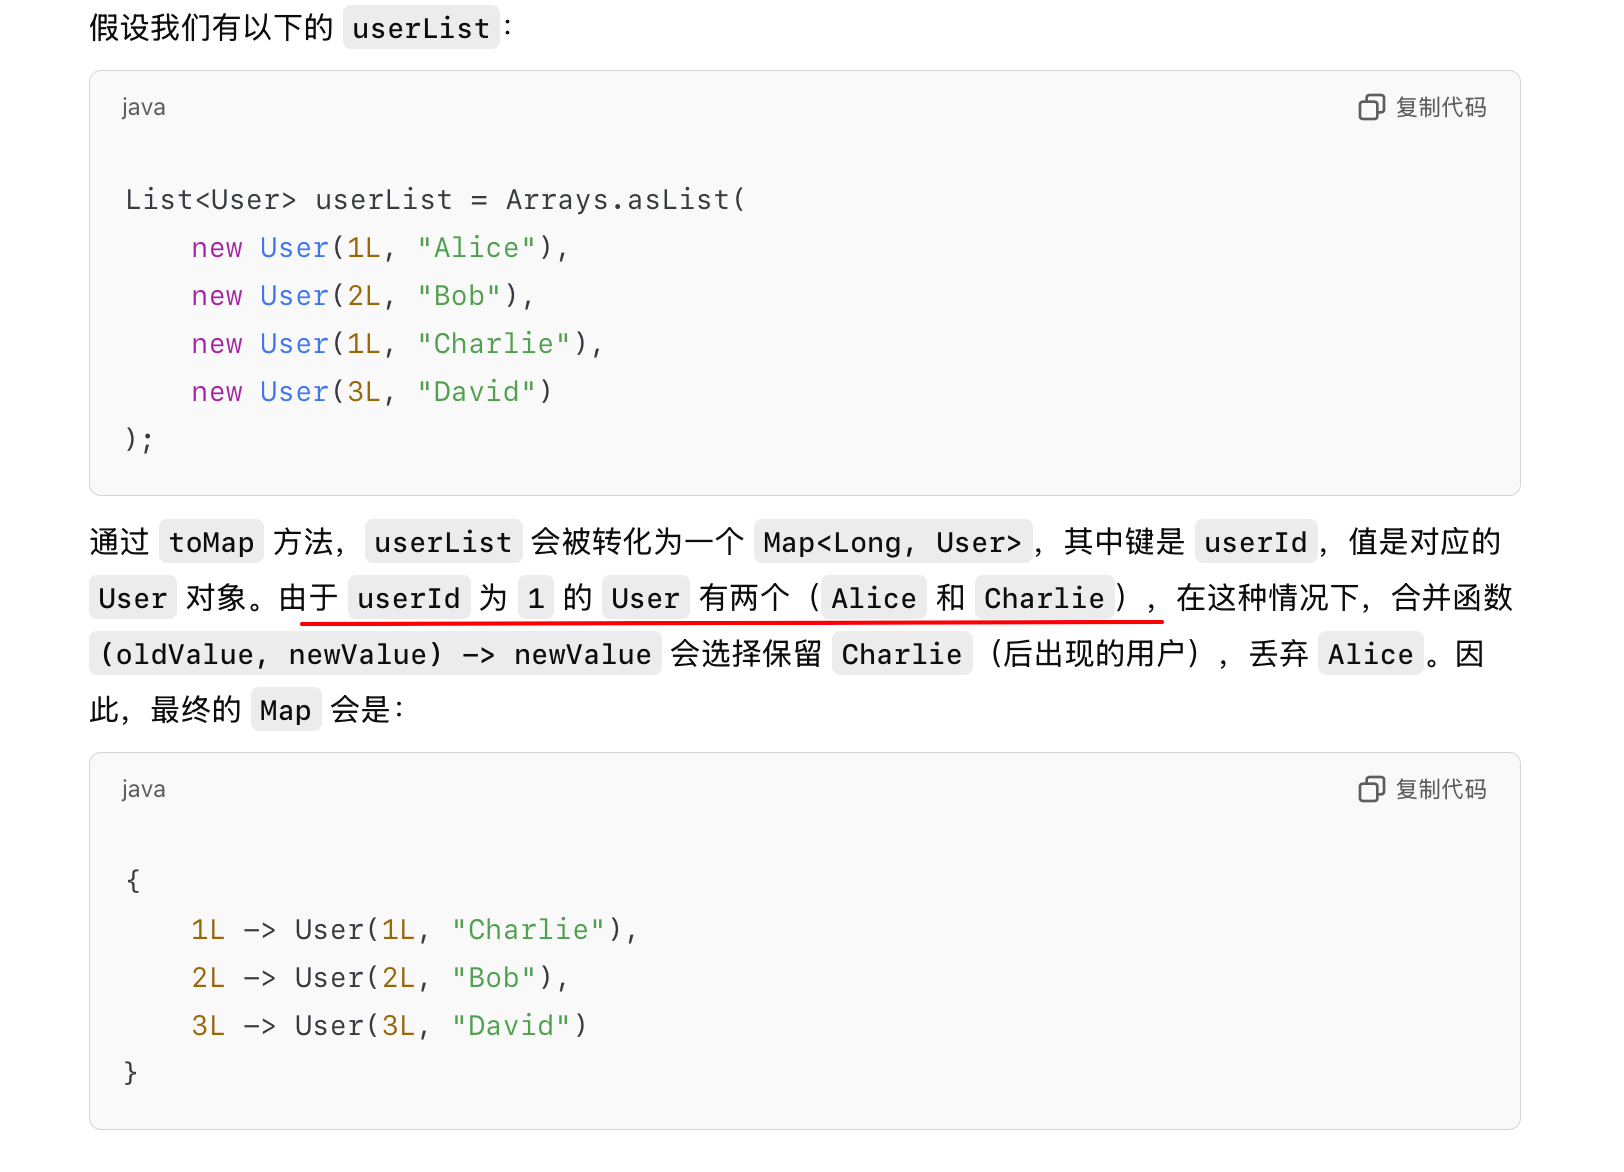 假设我们有以下的 userList：
java
复制代码
List<User> userList = Arrays.asList(
    new User(1L, "Alice"),
    new User(2L, "Bob"),
    new User(1L, "Charlie"),
    new User(3L, "David")
);
通过 toMap 方法，userList 会被转化为一个 Map<Long, User>，其中键是 userId，值是对应的
User 对象。由于 userId 为 1 的 User 有两个（Alice 和 Charlie），在这种情况下，合并函数
(oldValue, newValue) -> newValue 会选择保留 Charlie（后出现的用户），丢弃 Alice。因
此，最终的 Map 会是：
java
复制代码
{
    1L -> User(1L, "Charlie"),
    2L -> User(2L, "Bob"),
    3L -> User(3L, "David")
}